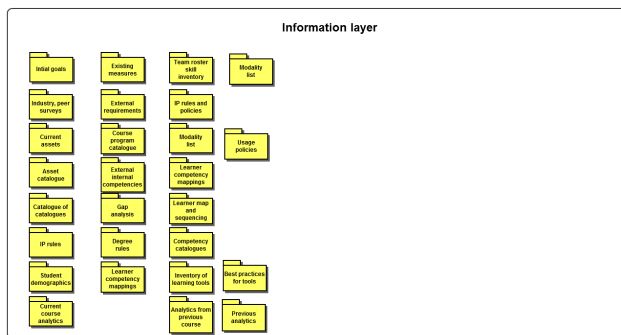 Information layer
Intial goals
Existing
measures
Team roster
skill
inventory
Modality
list
Industry, peer
surveys
External
requirements
IP rules and
policies
Current
assets
Course
program
catalogue
Modality
list
Usage
policies
Asset
catalogue
External
internal
competencies
Learner
competency
mappings
Catalogue of
catalogues
Gap
analysis
Learner map
and
sequencing
IP rules
Degree
rules
Competency
catalogues
Student
demographics
Learner
competency
mappings
Inventory of
learning tools
Best practices
for tools
Current
course
analytics
Analytics from
previous
course
Previous
analytics